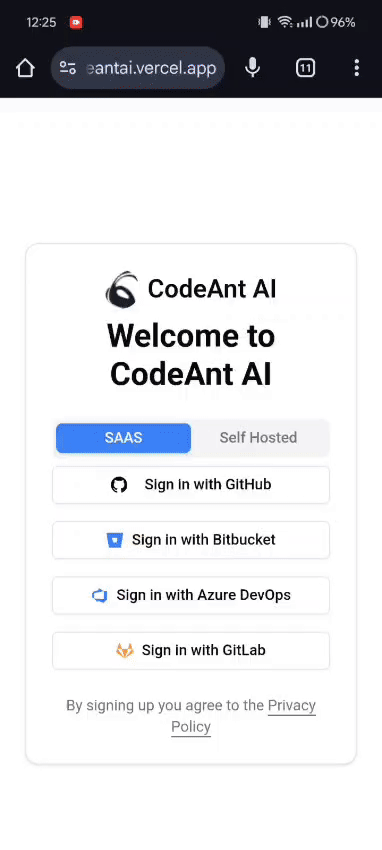 12:25
96%
eantai.vercel.app
11
CodeAnt AI
Welcome to
CodeAnt AI
SAAS
Self Hosted
Sign in with GitHub
Sign in with Bitbucket
Sign in with Azure DevOps
Sign in with GitLab
By signing up you agree to the Privacy
Policy